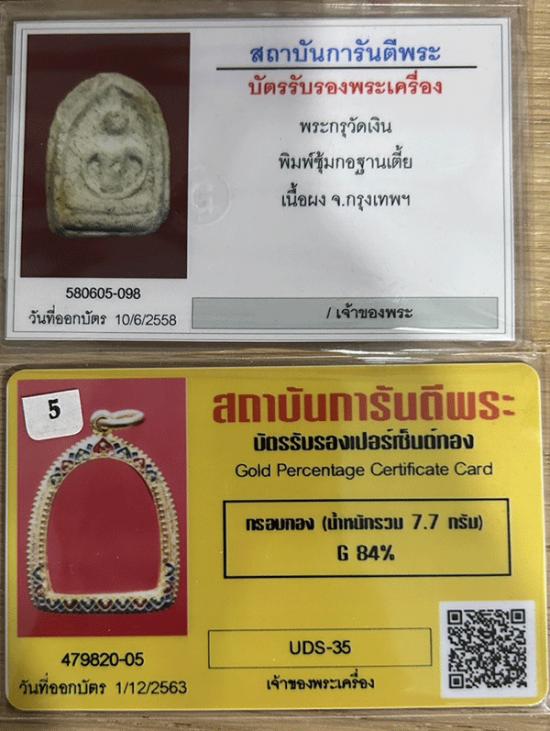 สถาบันการันตีพระ
บัตรรับรองพระเครื่อง
พระกรุวัดเงิน
พิมพ์ซุ้มกอฐานเตี้ย
เนื้อผง จ.กรุงเทพฯ
580605-098
วันที่ออกบัตร 10/6/2558
/ เจ้าของพระ
5
สถาบันการันตีพระ
บัตรรับรองเปอร์เซ็นต์ทอง
Gold Percentage Certificate Card
กรอบทอง (น้ำหนักรวม 7.7 กรัม)
G 84%
479820-05
วันที่ออกบัตร 1/12/2563
UDS-35
เจ้าของพระเครื่อง